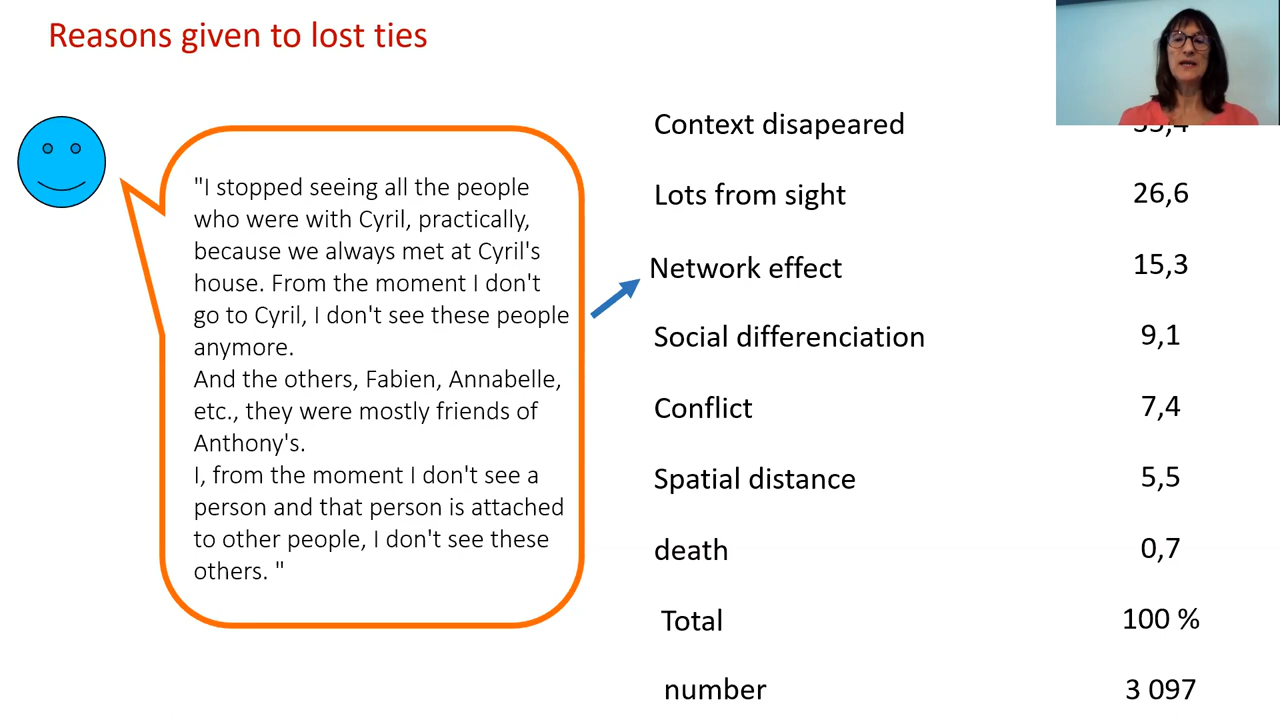 Reasons given to lost ties
"I stopped seeing all the people
who were with Cyril, practically,
because we always met at Cyril's
house. From the moment I don't
go to Cyril, I don't see these people
anymore.
And the others, Fabien, Annabelle,
etc., they were mostly friends of
Anthony's.
I, from the moment I don't see a
person and that person is attached
to other people, I don't see these
others. "
Context disapeared 35,4
Lots from sight 26,6
Network effect 15,3
Social differenciation 9,1
Conflict 7,4
Spatial distance 5,5
death 0,7
Total 100 %
number 3 097